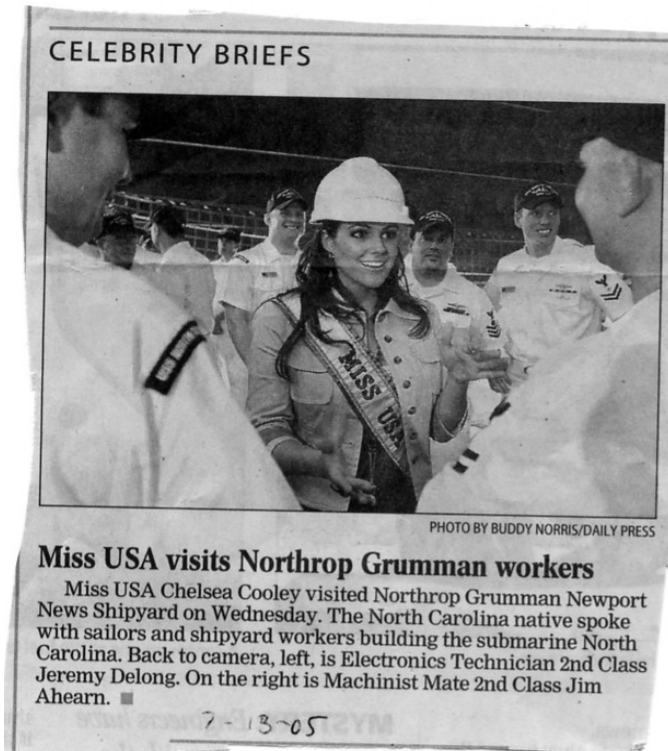 CELEBRITY BRIEFS
MISS USA
PHOTO BY BUDDY NORRIS/DAILY PRESS
Miss USA visits Northrop Grumman workers
Miss USA Chelsea Cooley visited Northrop Grumman Newport
News Shipyard on Wednesday. The North Carolina native spoke
with sailors and shipyard workers building the submarine North
Carolina. Back to camera, left, is Electronics Technician 2nd Class
Jeremy Delong. On the right is Machinist Mate 2nd Class Jim
Ahearn.
13-05